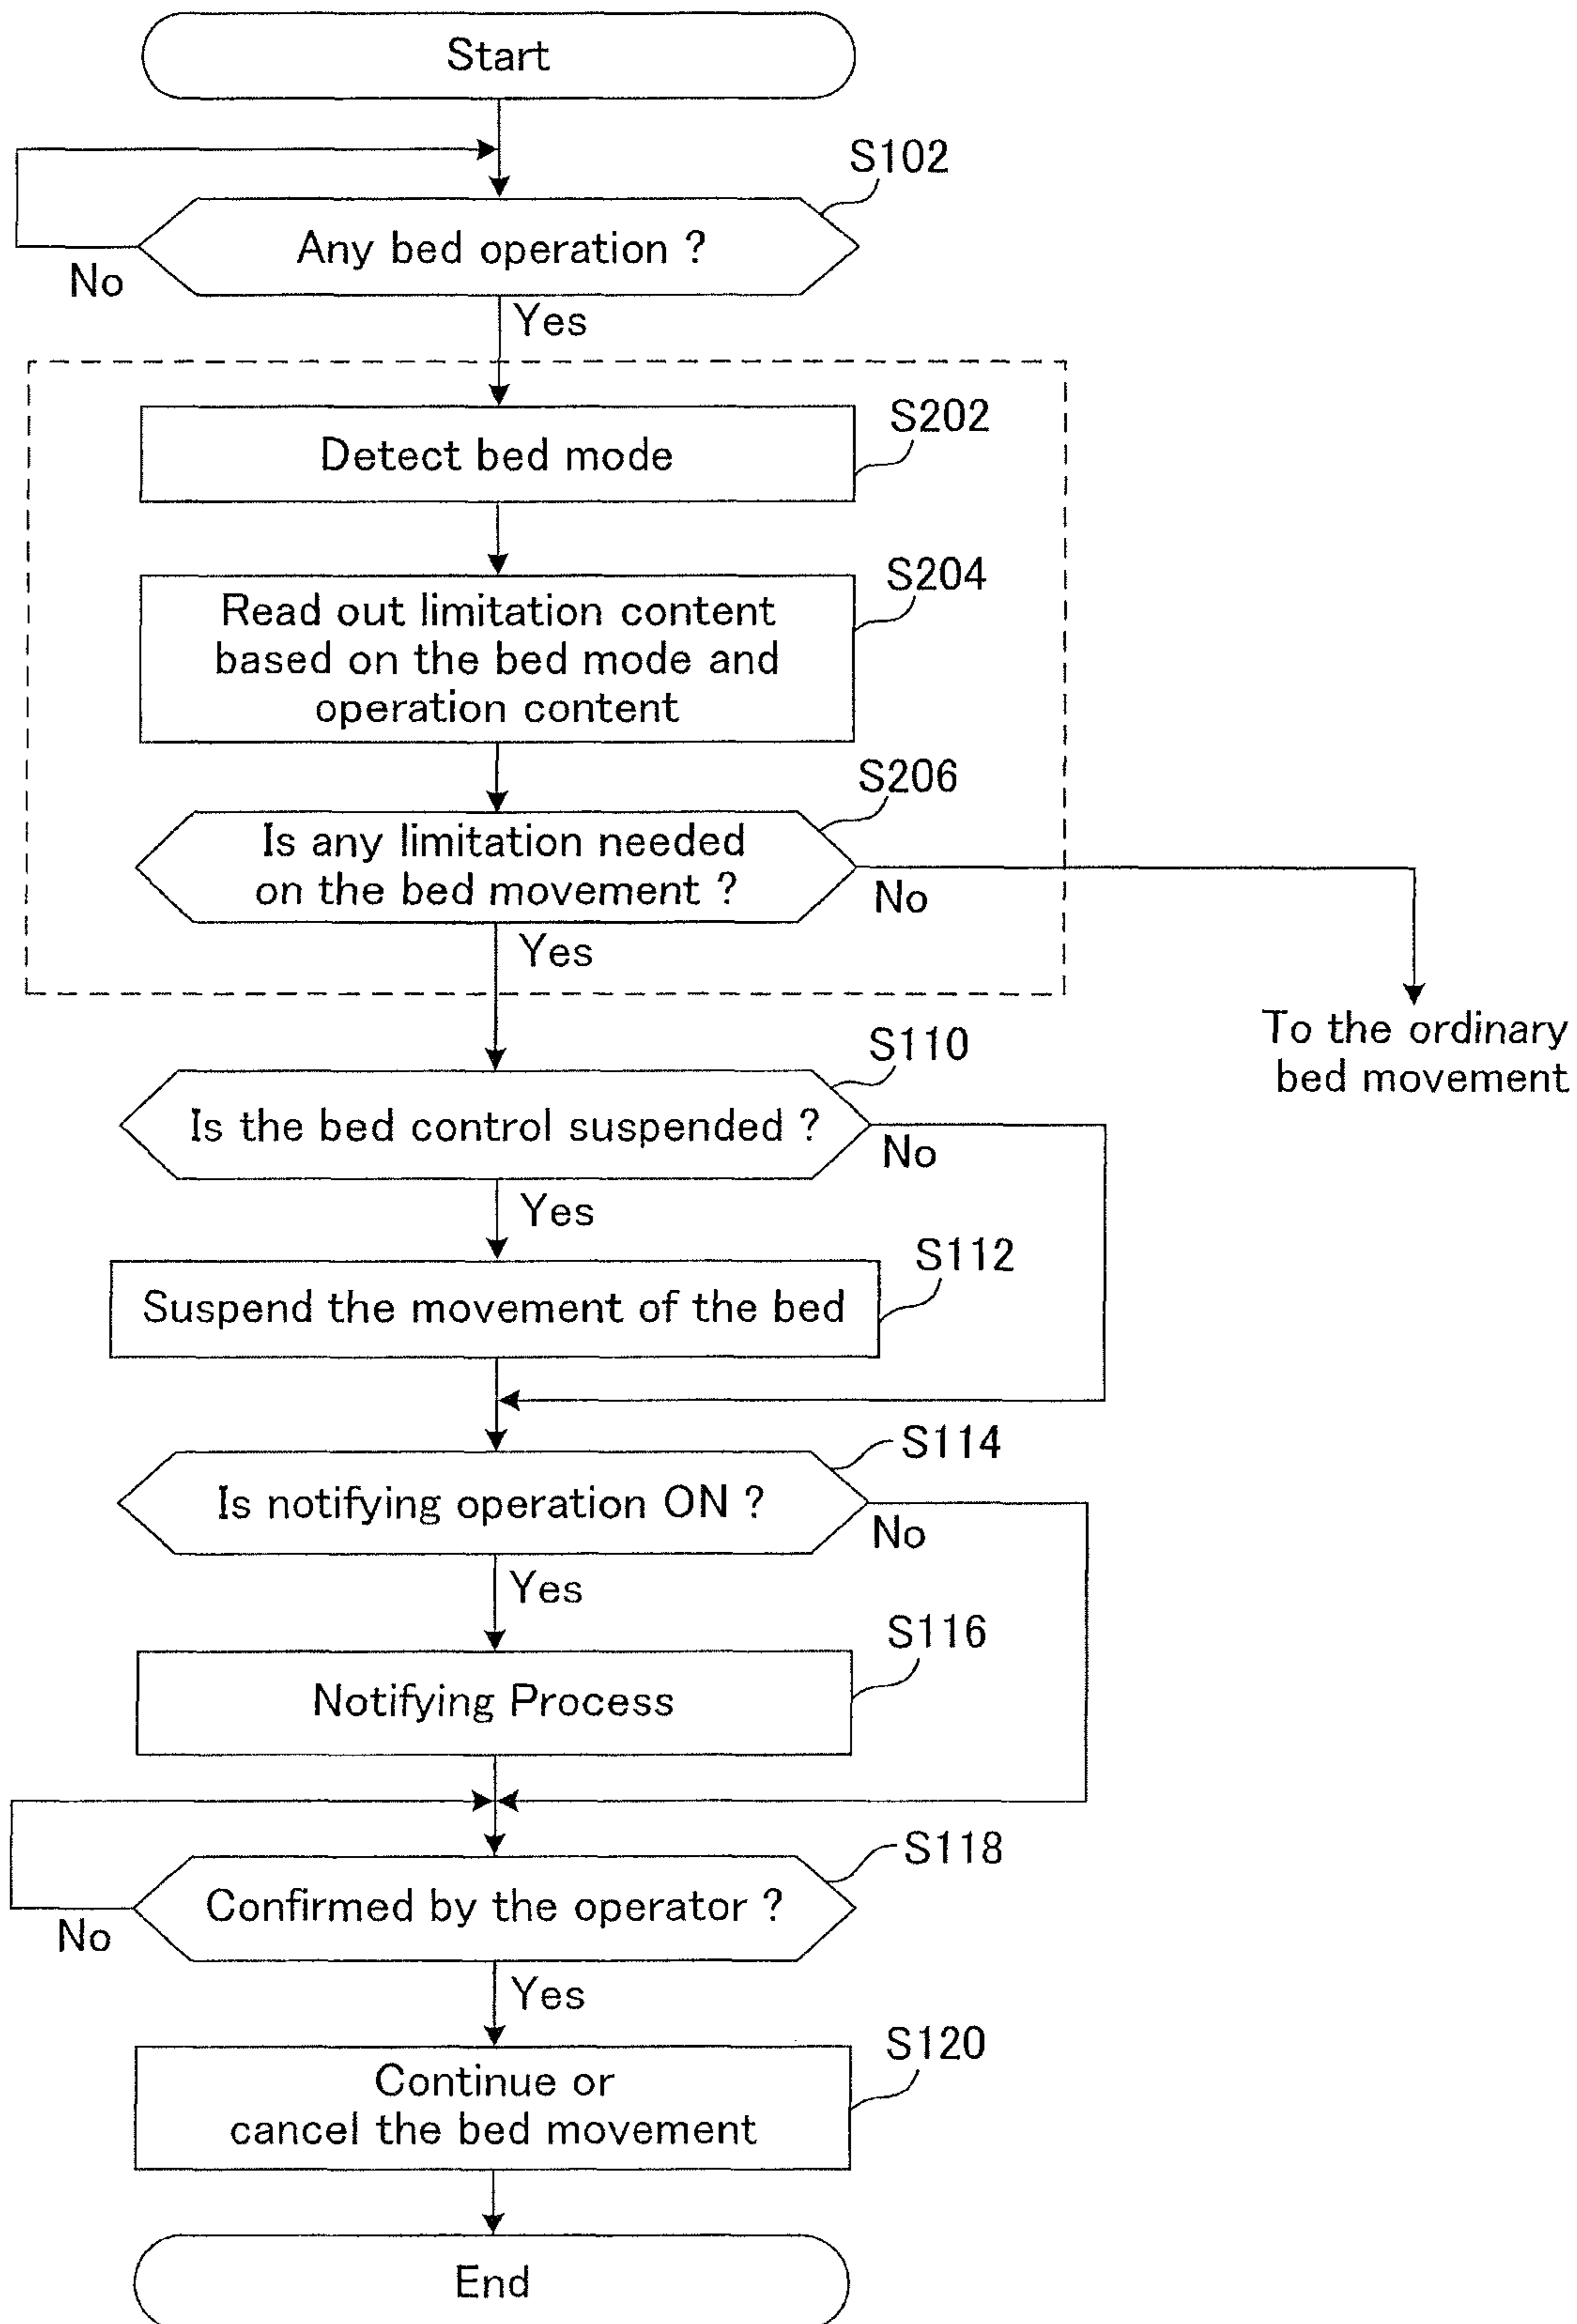 Start
S102
Any bed operation ?
No
Yes
S202
Detect bed mode
S204
Read out limitation content
based on the bed mode and
operation content
S206
Is any limitation needed
on the bed movement ?
No
Yes
To the ordinary
bed movement
S110
Is the bed control suspended ?
No
Yes
S112
Suspend the movement of the bed
S114
Is notifying operation ON ?
No
Yes
S116
Notifying Process
S118
Confirmed by the operator ?
No
Yes
S120
Continue or
cancel the bed movement
End